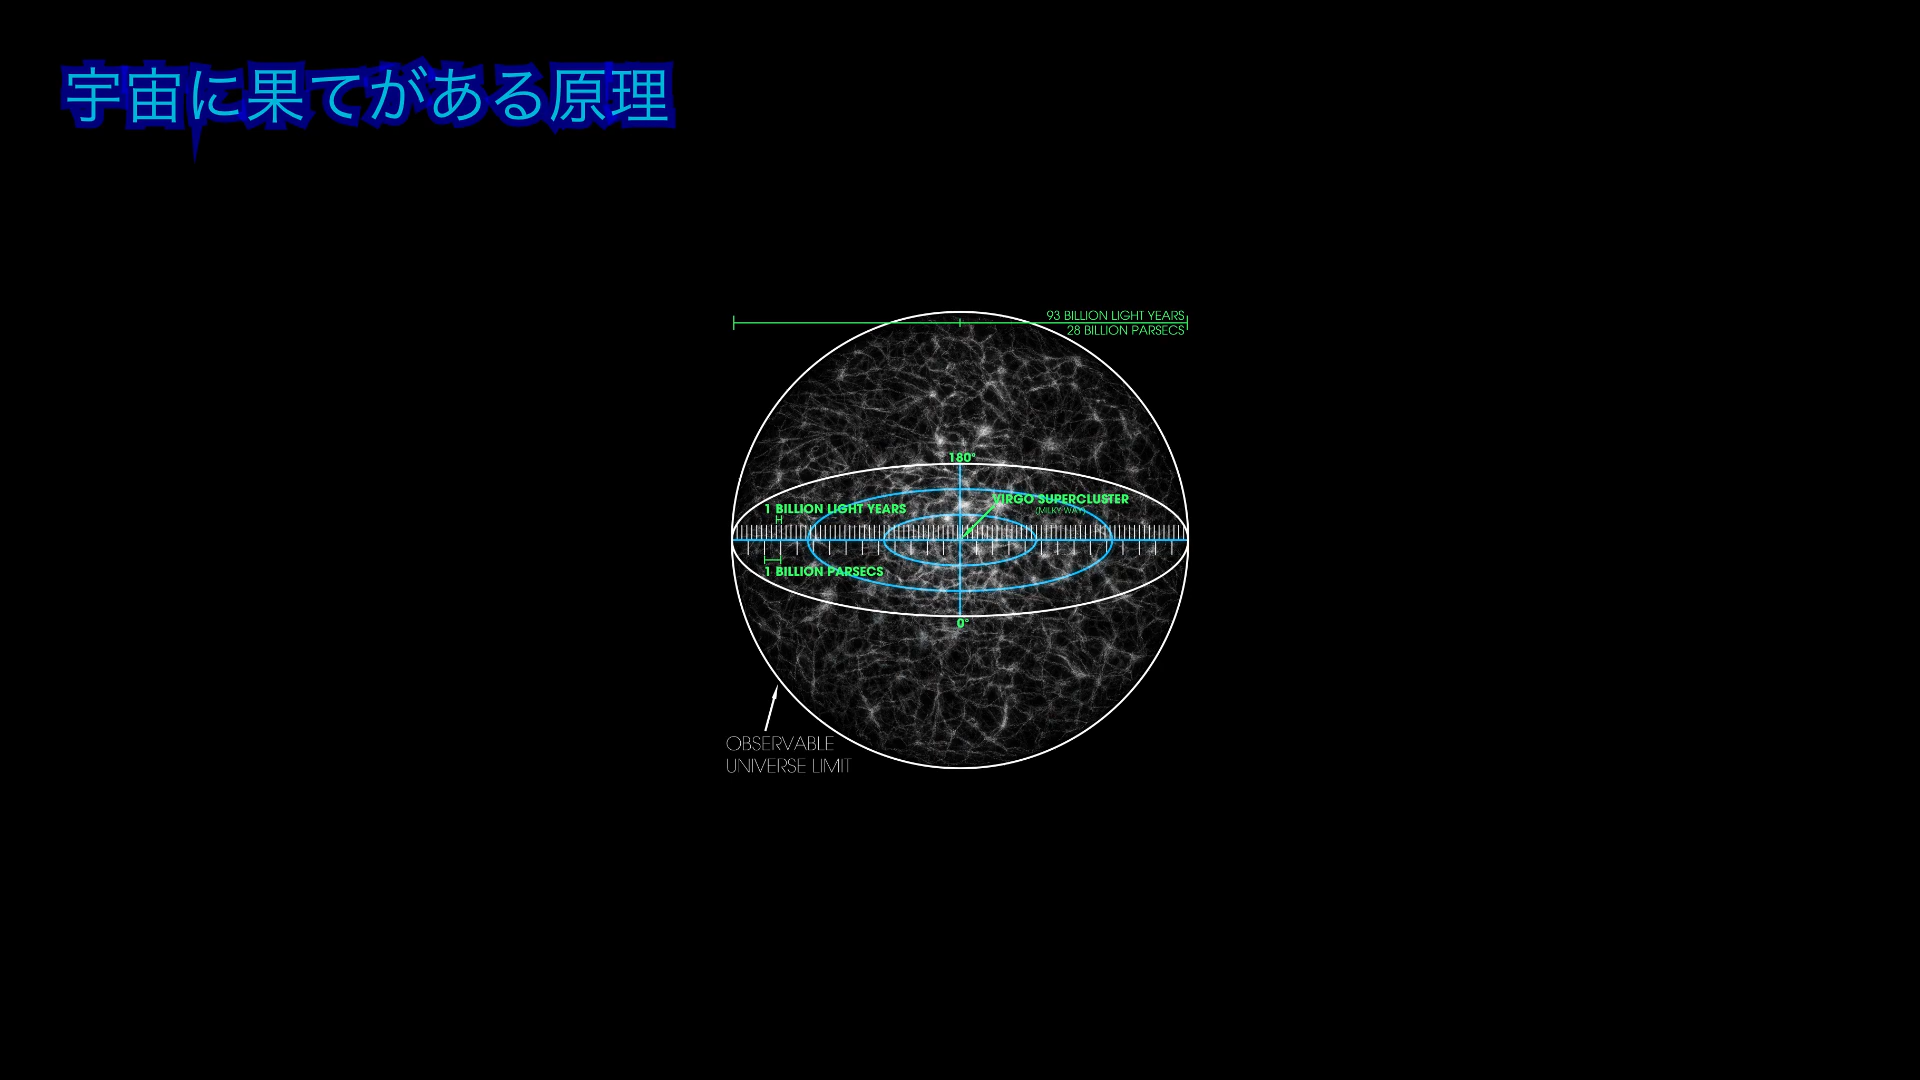 宇宙に果てがある原理
93 BILLION LIGHT YEARS
28 BILLION PARSECS
180°
VIRGO SUPERCLUSTER
(MILKY WAY)
1 BILLION LIGHT YEARS
1 BILLION PARSECS
0°
OBSERVABLE
UNIVERSE LIMIT